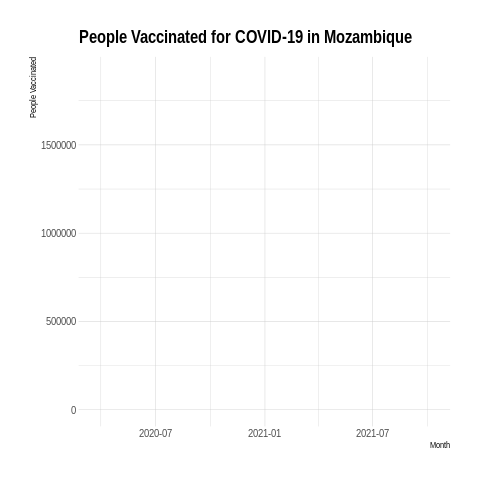 People Vaccinated for COVID-19 in Mozambique
People Vaccinated
1500000
1000000
500000
0
2020-07
2021-01
2021-07
Month